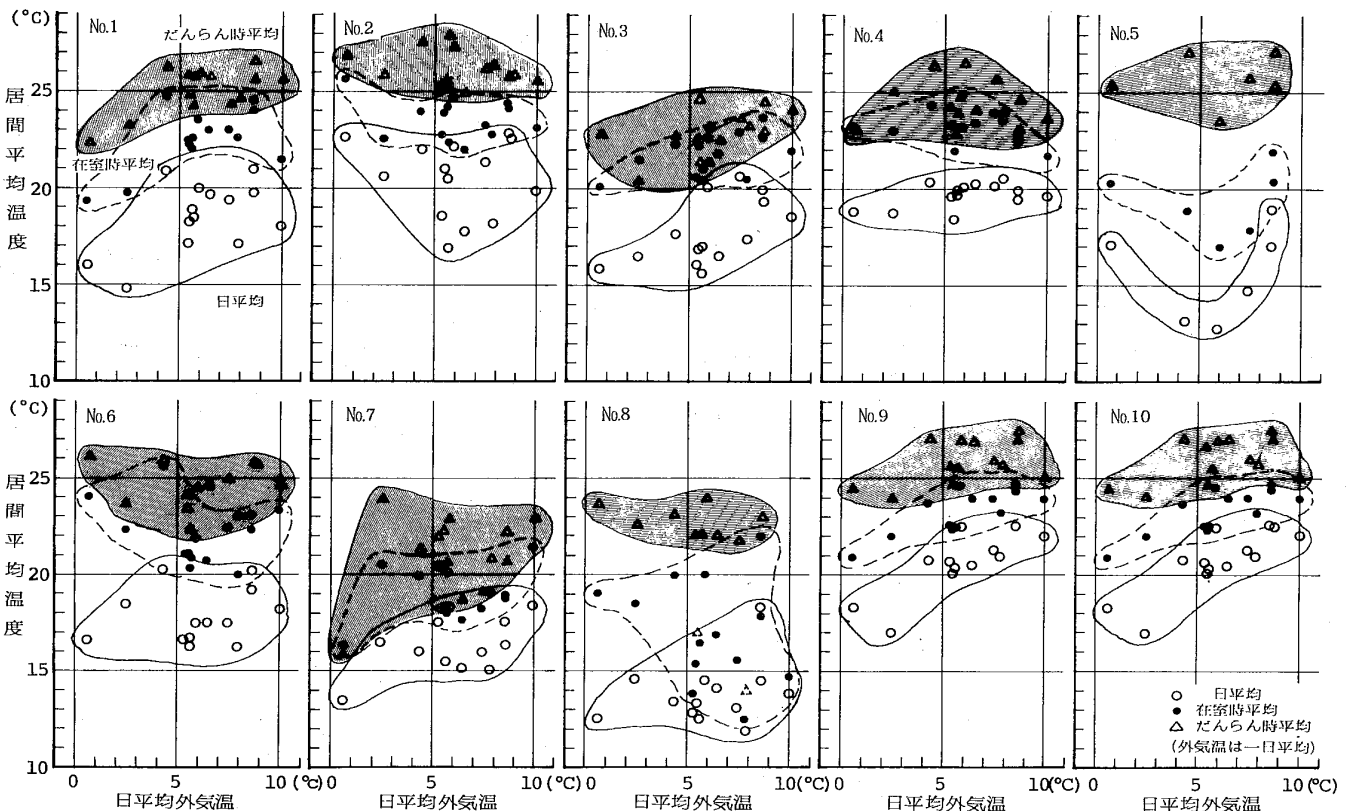 (°C)
No.1
だんらん時平均
在室時平均
日平均
No.2
No.3
No.4
No.5
居間平均温度
25
20
15
10
(°C)
No.6
No.7
No.8
No.9
No.10
居間平均温度
25
20
15
10
○ 日平均
● 在室時平均
△ だんらん時平均
(外気温は一日平均)
0 5 10 (°C)
0 5 10 (°C)
0 5 10 (°C)
0 5 10 (°C)
0 5 10 (°C)
日平均外気温
日平均外気温
日平均外気温
日平均外気温
日平均外気温